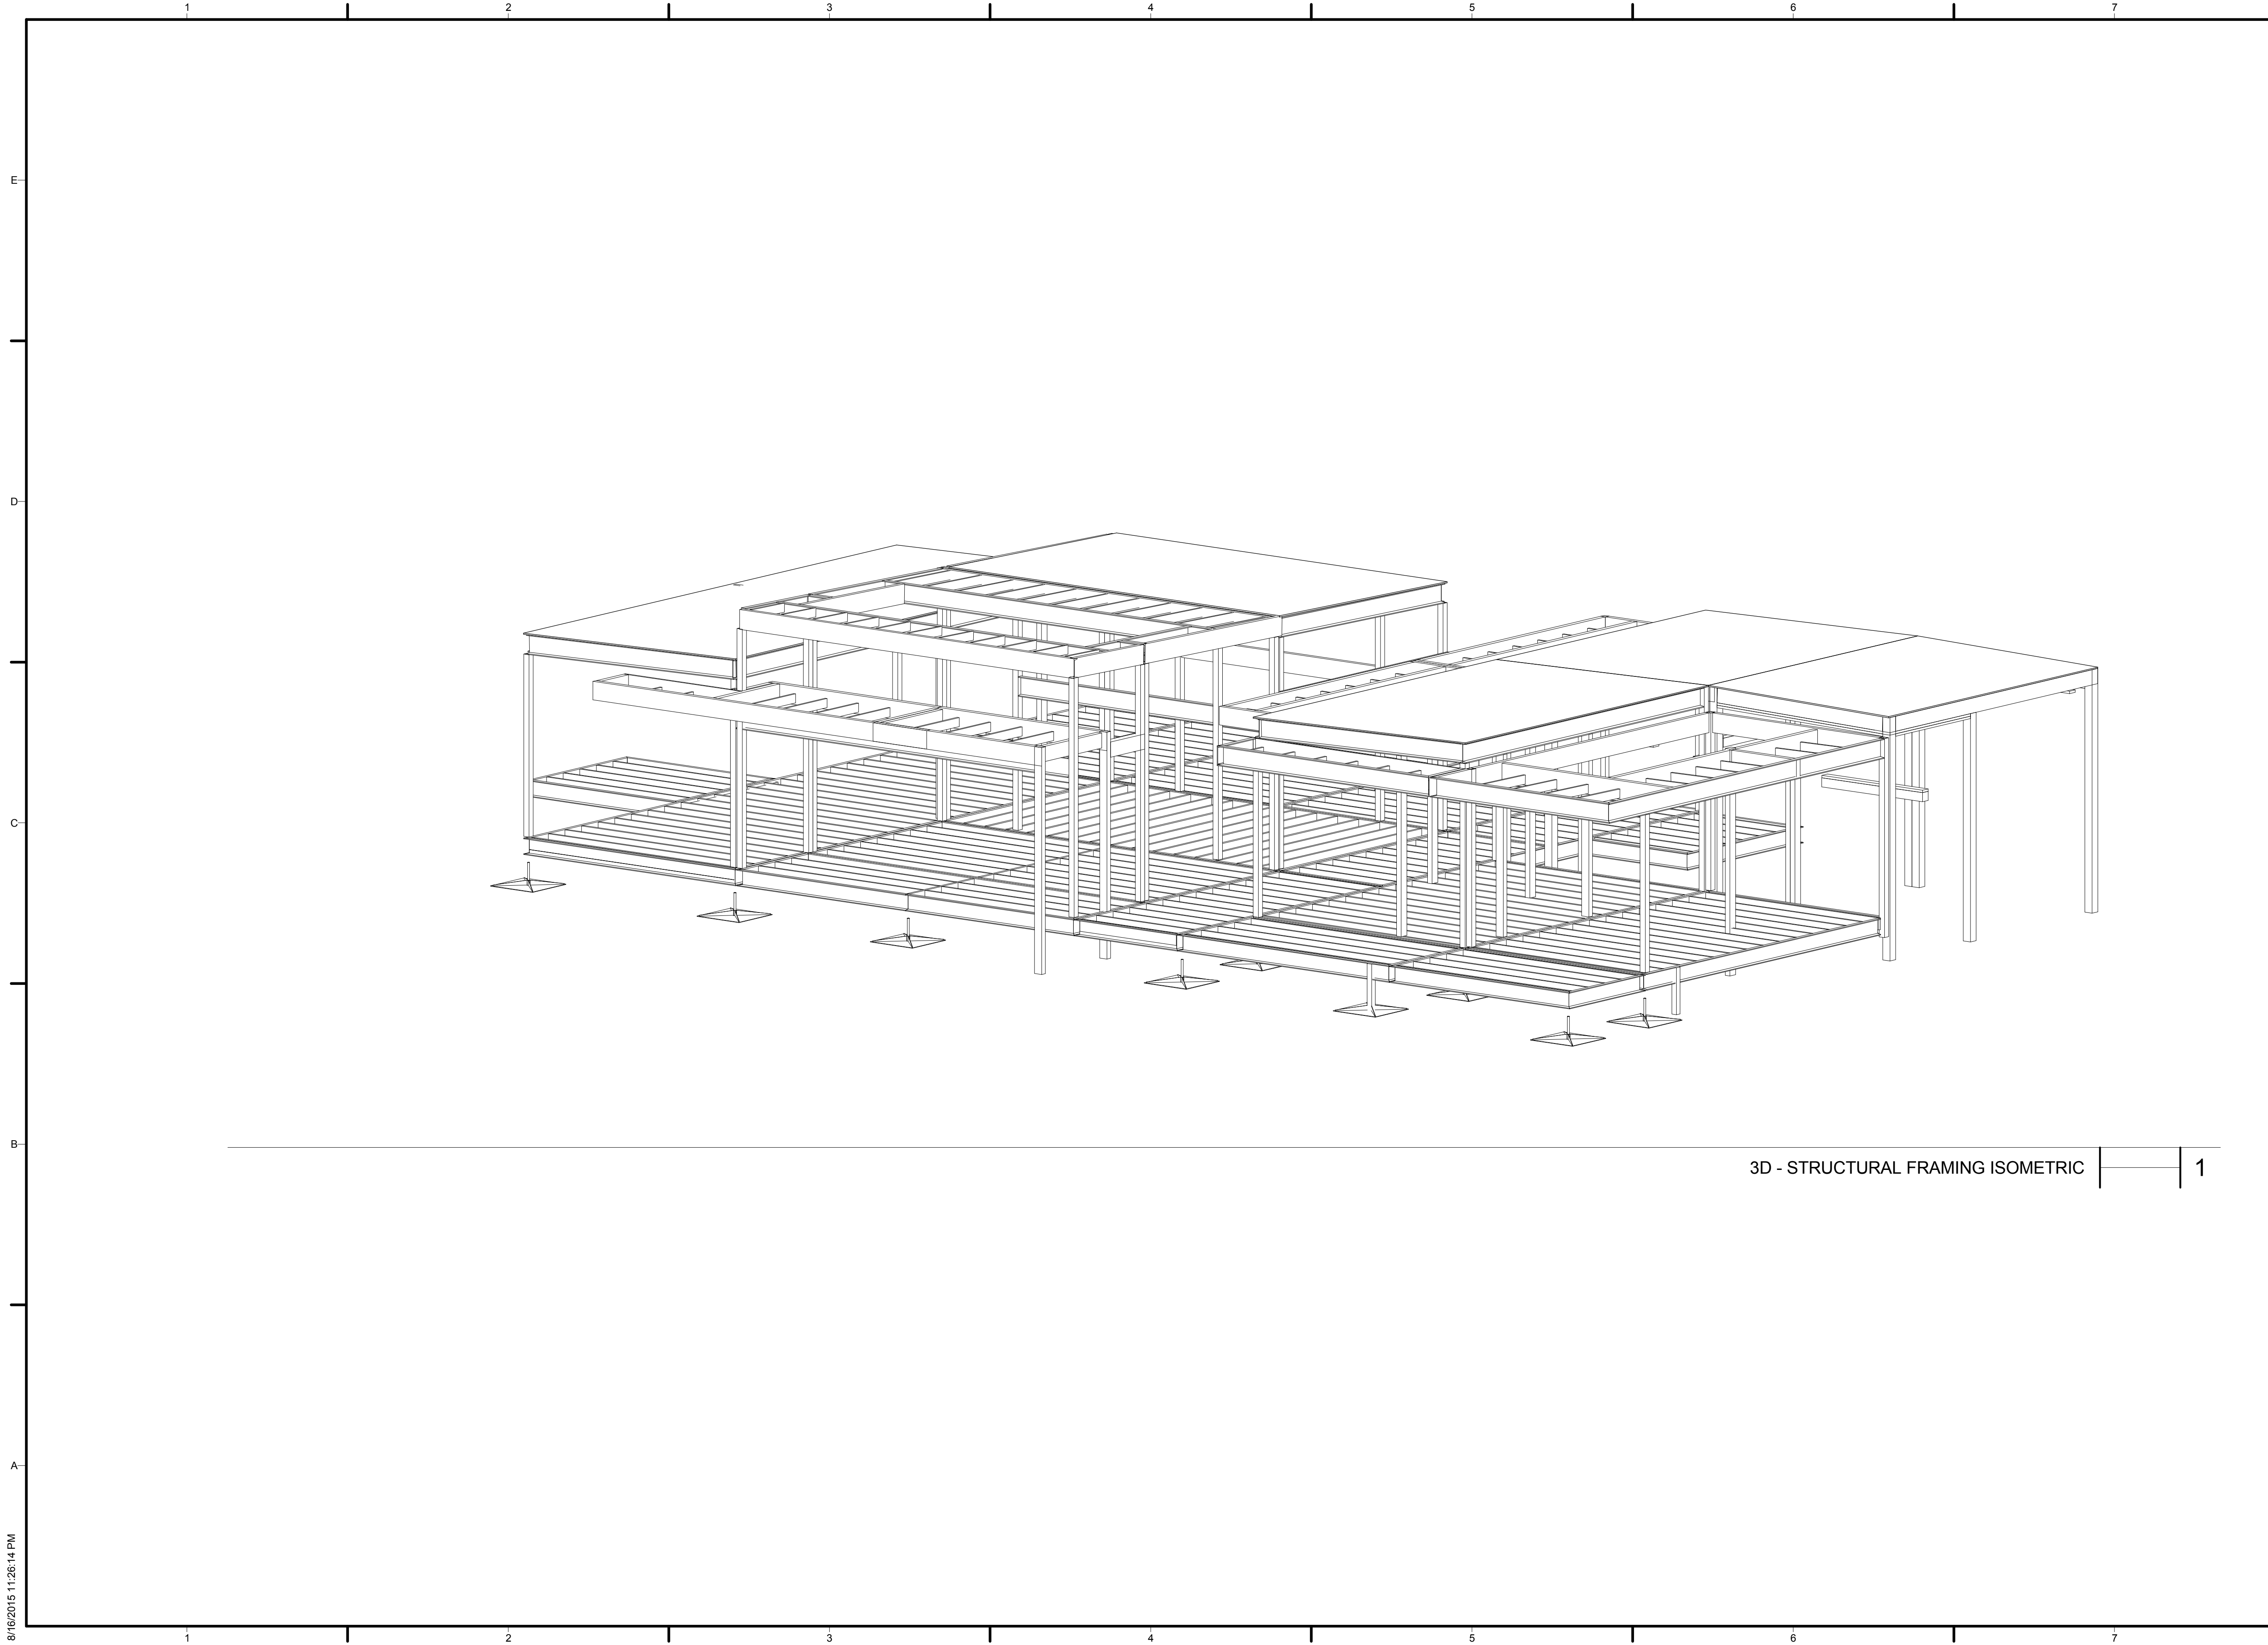 1 2 3 4 5 6 7
E
D
C
B
3D - STRUCTURAL FRAMING ISOMETRIC 1
A
8/16/2015 11:26:14 PM
1 2 3 4 5 6 7